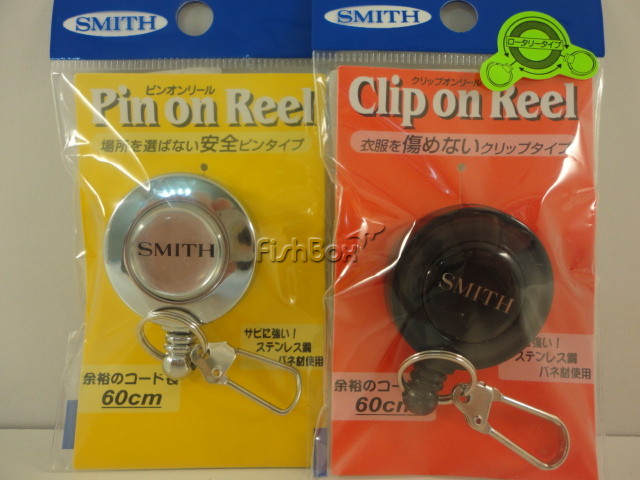 SMITH
ピンオンリール
Pin on Reel
場所を選ばない安全ピンタイプ
SMITH
サビに強い!
ステンレス鋼
バネ材使用
余裕のコード長
60cm
SMITH
ロータリータイプ
クリップオンリール
Clip on Reel
衣服を傷めないクリップタイプ
SMITH
に強い!
ステンレス鋼
バネ材使用
余裕のコー
60cm
FishBox